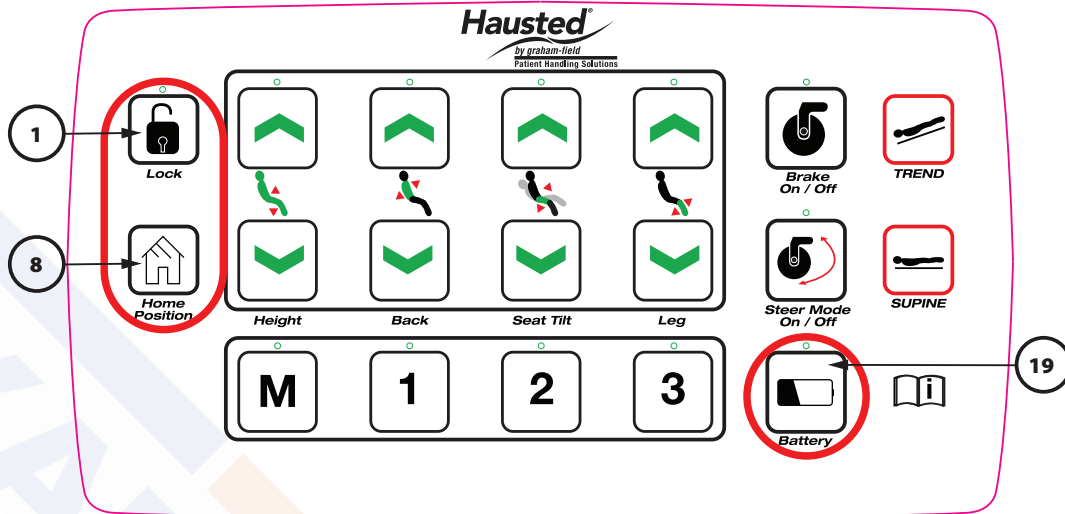 Hausted®
by graham-field
Patient Handling Solutions
1
Lock
8
Home
Position
Height
Back
Seat Tilt
Leg
Brake
On / Off
TREND
Steer Mode
On / Off
SUPINE
M
1
2
3
Battery
i
19